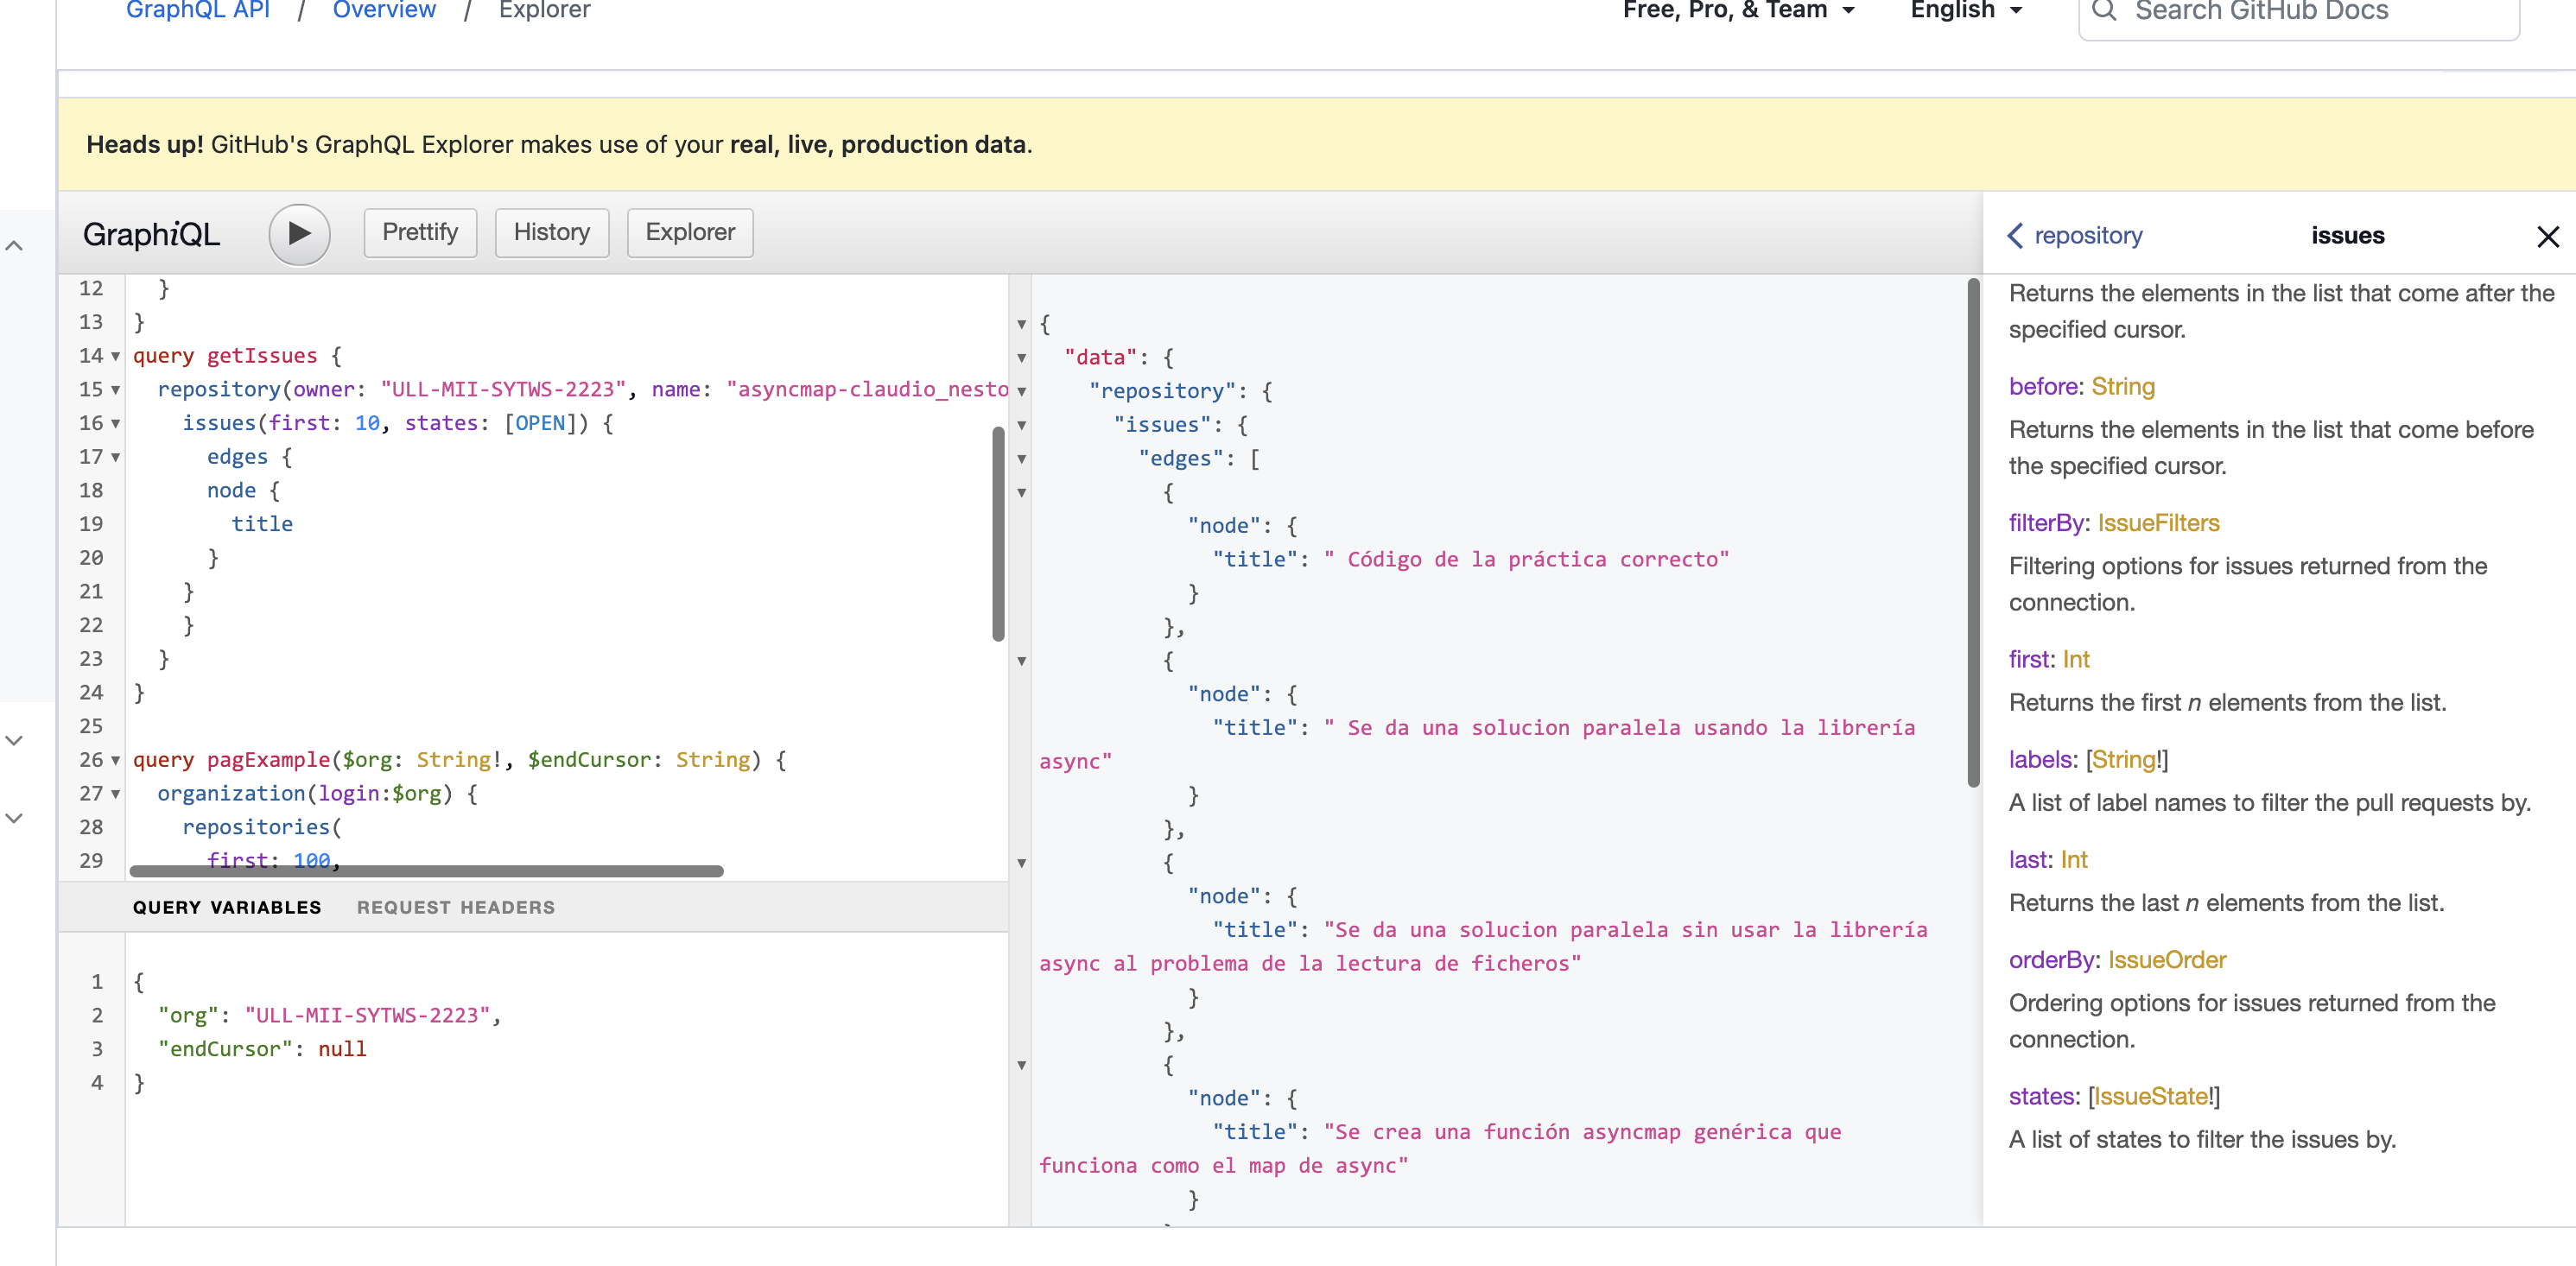 GraphQL API / Overview / Explorer
Free, Pro, & Team
English
Search GitHub Docs
Heads up! GitHub's GraphQL Explorer makes use of your real, live, production data.
GraphiQL
Prettify
History
Explorer
12 }
13 }
14 query getIssues {
15 repository(owner: "ULL-MII-SYTWS-2223", name: "asyncmap-claudio_nesto
16 issues(first: 10, states: [OPEN]) {
17 edges {
18 node {
19 title
20 }
21 }
22 }
23 }
24 }
25
26 query pagExample($org: String!, $endCursor: String) {
27 organization(login:$org) {
28 repositories(
29 first: 100,
QUERY VARIABLES REQUEST HEADERS
1 {
2 "org": "ULL-MII-SYTWS-2223",
3 "endCursor": null
4 }
{
"data": {
"repository": {
"issues": {
"edges": [
{
"node": {
"title": " Código de la práctica correcto"
}
},
{
"node": {
"title": " Se da una solucion paralela usando la librería
async"
}
},
{
"node": {
"title": "Se da una solucion paralela sin usar la librería
async al problema de la lectura de ficheros"
}
},
{
"node": {
"title": "Se crea una función asyncmap genérica que
funciona como el map de async"
}
repository
issues
Returns the elements in the list that come after the
specified cursor.
before: String
Returns the elements in the list that come before
the specified cursor.
filterBy: IssueFilters
Filtering options for issues returned from the
connection.
first: Int
Returns the first n elements from the list.
labels: [String!]
A list of label names to filter the pull requests by.
last: Int
Returns the last n elements from the list.
orderBy: IssueOrder
Ordering options for issues returned from the
connection.
states: [IssueState!]
A list of states to filter the issues by.